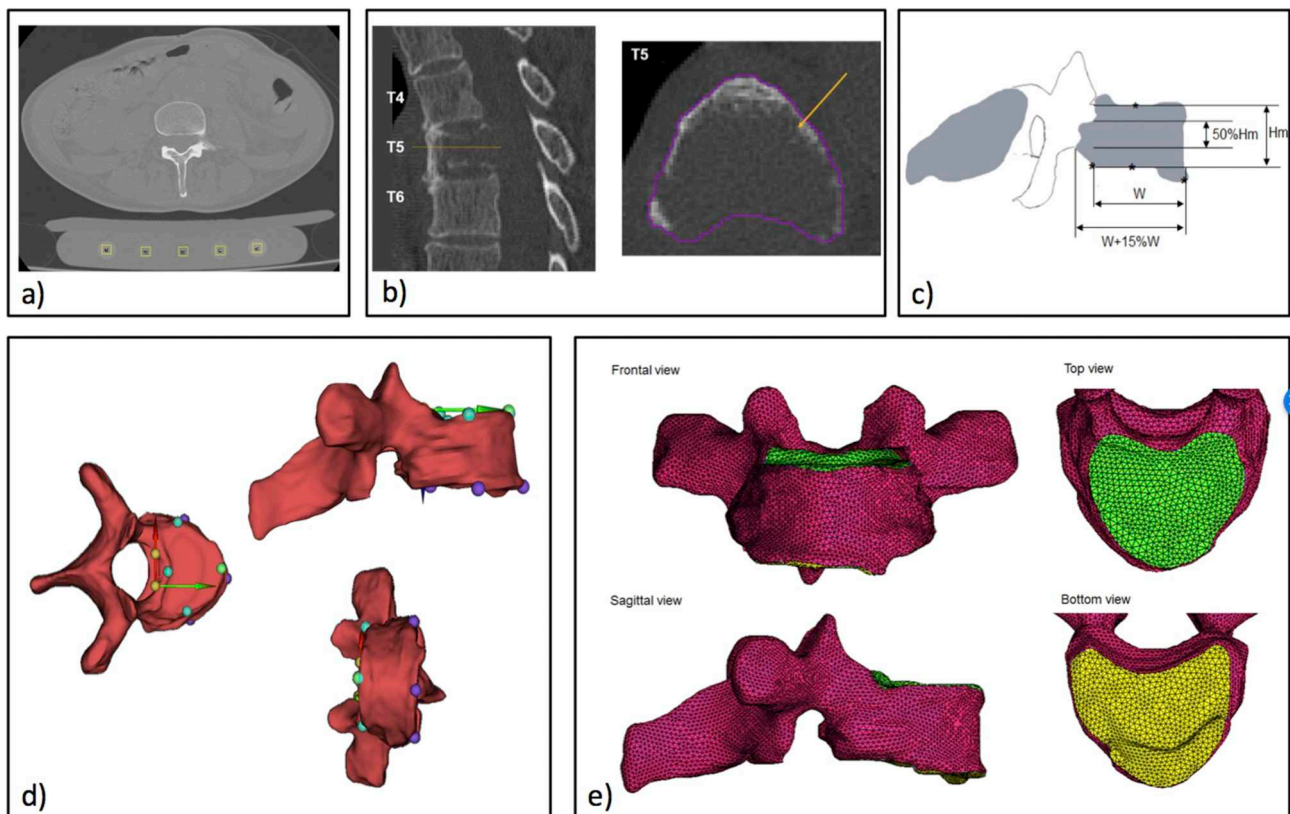 a)
T4
T5
T6
T5
b)
50%Hm
Hm
W
W+15%W
c)
d)
Frontal view
Top view
Sagittal view
Bottom view
e)